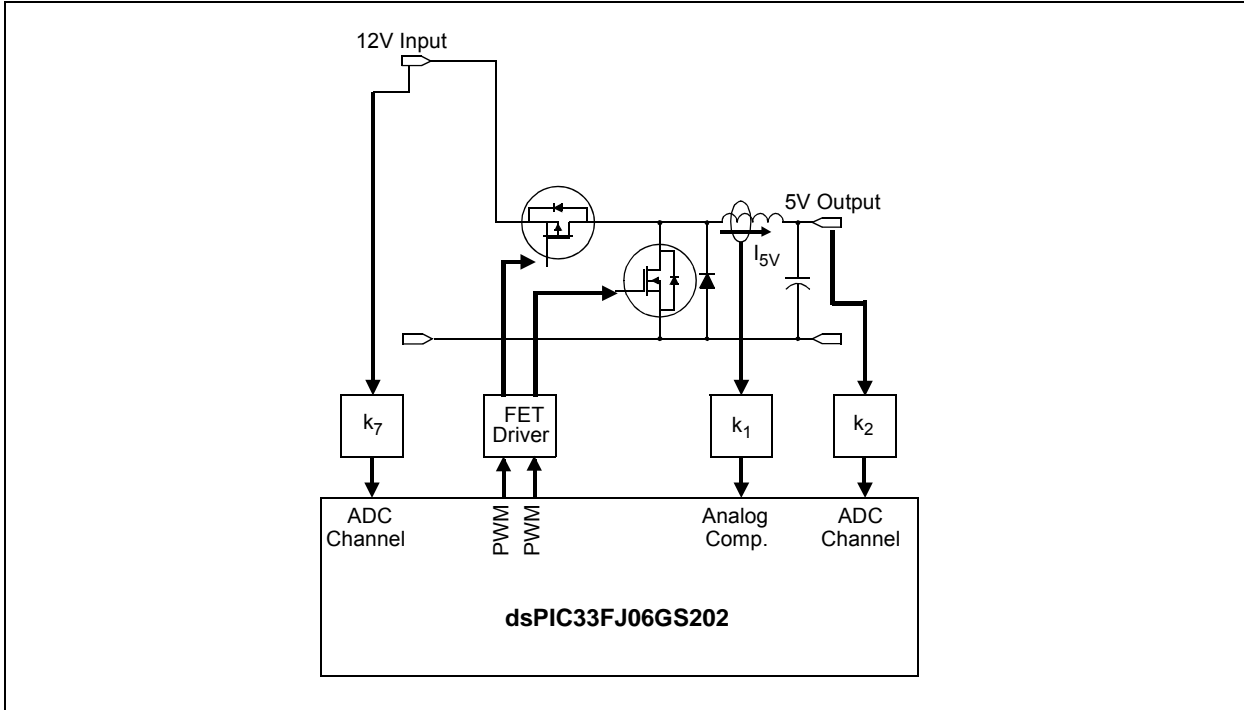 12V Input
5V Output
I5V
k7
FET
Driver
k1
k2
ADC
Channel
PWM
PWM
Analog
Comp.
ADC
Channel
dsPIC33FJ06GS202